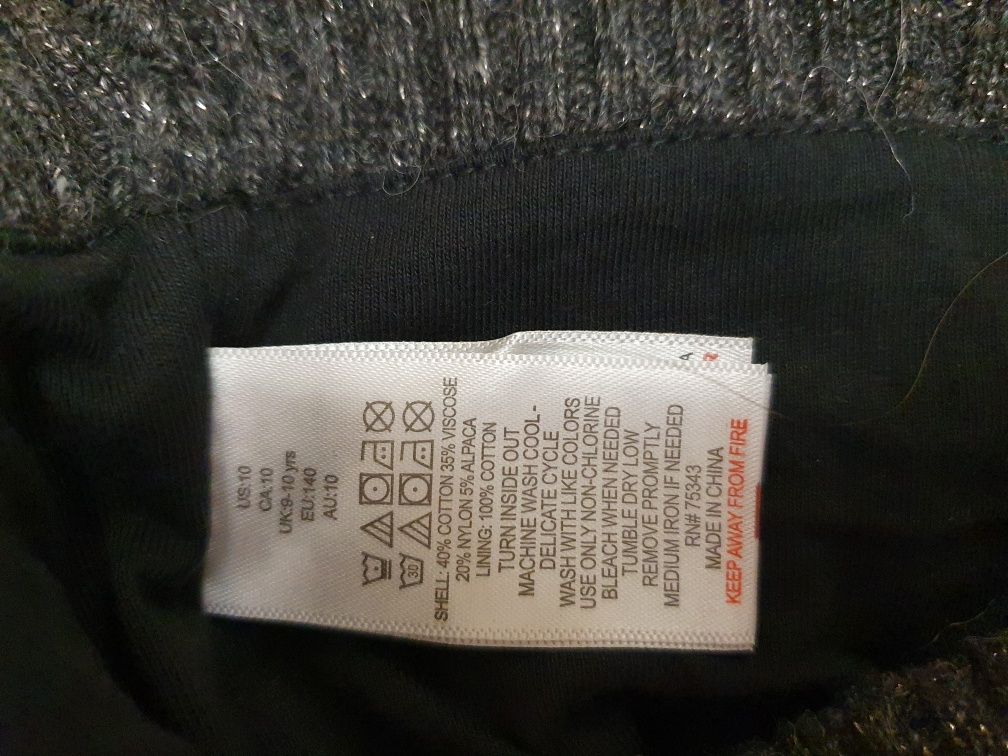 US:10
CA:10
UK:9-10 yrs
EU:140
AU:10
30
SHELL: 40% COTTON 35% VISCOSE
20% NYLON 5% ALPACA
LINING: 100% COTTON
TURN INSIDE OUT
MACHINE WASH COOL-
DELICATE CYCLE
WASH WITH LIKE COLORS
USE ONLY NON-CHLORINE
BLEACH WHEN NEEDED
TUMBLE DRY LOW
REMOVE PROMPTLY
MEDIUM IRON IF NEEDED
RN# 75343
MADE IN CHINA
KEEP AWAY FROM FIRE
A
R